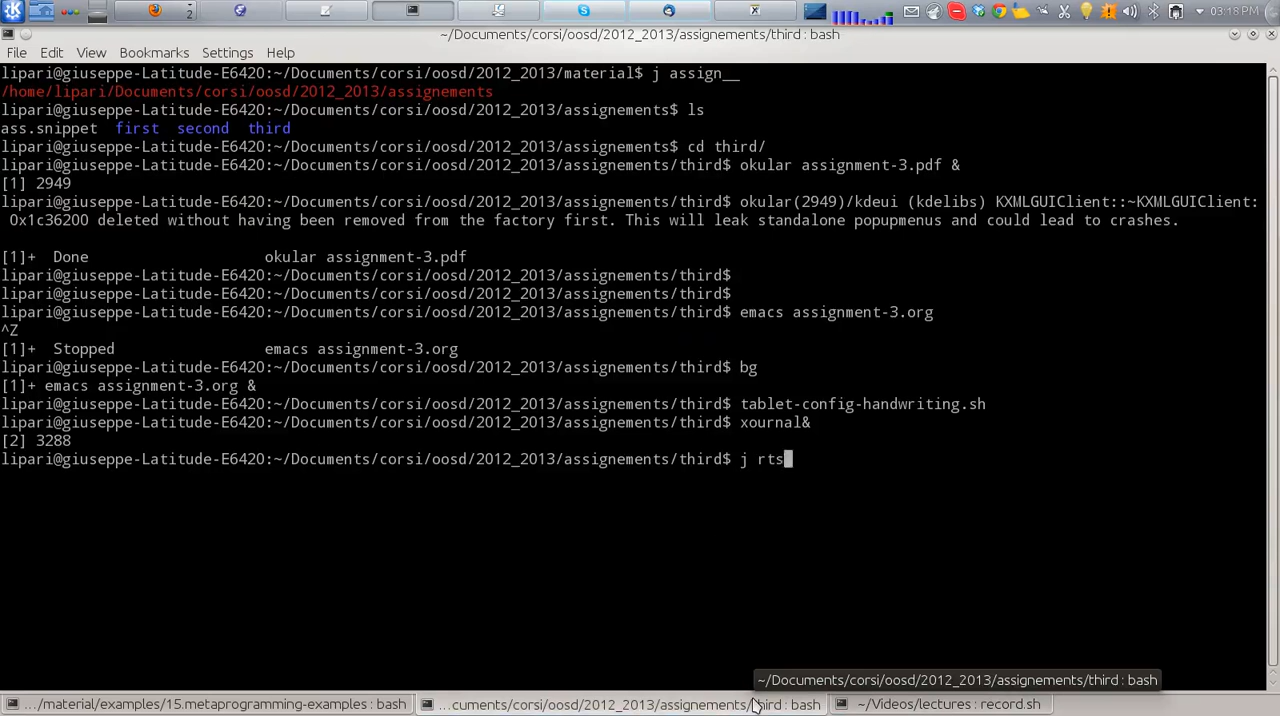 2
03:18 PM
~/Documents/corsi/oosd/2012_2013/assignements/third : bash
File Edit View Bookmarks Settings Help
lipari@giuseppe-Latitude-E6420:~/Documents/corsi/oosd/2012_2013/material$ j assign__
/home/lipari/Documents/corsi/oosd/2012_2013/assignements
lipari@giuseppe-Latitude-E6420:~/Documents/corsi/oosd/2012_2013/assignements$ ls
ass.snippet first second third
lipari@giuseppe-Latitude-E6420:~/Documents/corsi/oosd/2012_2013/assignements$ cd third/
lipari@giuseppe-Latitude-E6420:~/Documents/corsi/oosd/2012_2013/assignements/third$ okular assignment-3.pdf &
[1] 2949
lipari@giuseppe-Latitude-E6420:~/Documents/corsi/oosd/2012_2013/assignements/third$ okular(2949)/kdeui (kdelibs) KXMLGUIClient::~KXMLGUIClient:
0x1c36200 deleted without having been removed from the factory first. This will leak standalone popupmenus and could lead to crashes.
[1]+ Done okular assignment-3.pdf
lipari@giuseppe-Latitude-E6420:~/Documents/corsi/oosd/2012_2013/assignements/third$
lipari@giuseppe-Latitude-E6420:~/Documents/corsi/oosd/2012_2013/assignements/third$
lipari@giuseppe-Latitude-E6420:~/Documents/corsi/oosd/2012_2013/assignements/third$ emacs assignment-3.org
^Z
[1]+ Stopped emacs assignment-3.org
lipari@giuseppe-Latitude-E6420:~/Documents/corsi/oosd/2012_2013/assignements/third$ bg
[1]+ emacs assignment-3.org &
lipari@giuseppe-Latitude-E6420:~/Documents/corsi/oosd/2012_2013/assignements/third$ tablet-config-handwriting.sh
lipari@giuseppe-Latitude-E6420:~/Documents/corsi/oosd/2012_2013/assignements/third$ xournal&
[2] 3288
lipari@giuseppe-Latitude-E6420:~/Documents/corsi/oosd/2012_2013/assignements/third$ j rts
~/Documents/corsi/oosd/2012_2013/assignements/third : bash
.../material/examples/15.metaprogramming-examples : bash
...cuments/corsi/oosd/2012_2013/assignements/third : bash
~/Videos/lectures : record.sh